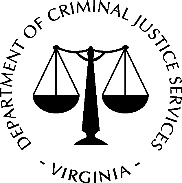 DEPARTMENT OF CRIMINAL JUSTICE SERVICES
- VIRGINIA -